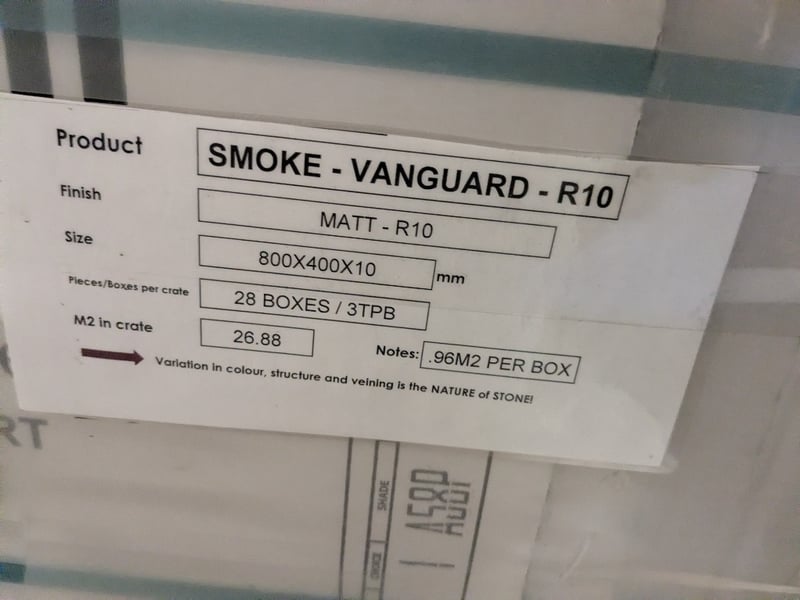 Product SMOKE - VANGUARD - R10
Finish MATT - R10
Size 800X400X10 mm
Pieces/Boxes per crate 28 BOXES / 3TPB
M2 in crate 26.88 Notes: .96M2 PER BOX
Variation in colour, structure and veining is the NATURE of STONE!
RT
SHADE
CHOICE